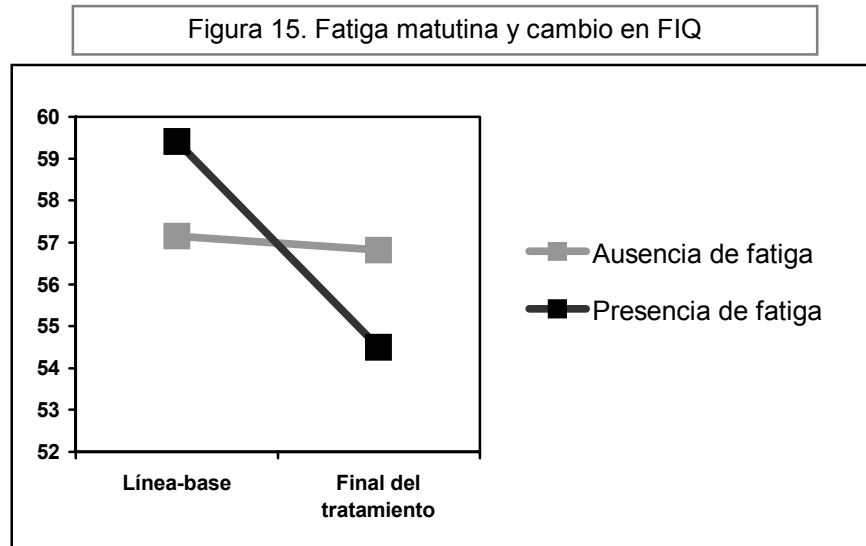 Figura 15. Fatiga matutina y cambio en FIQ
60
59
58
57
56
55
54
53
52
Línea-base
Final del
tratamiento
Ausencia de fatiga
Presencia de fatiga